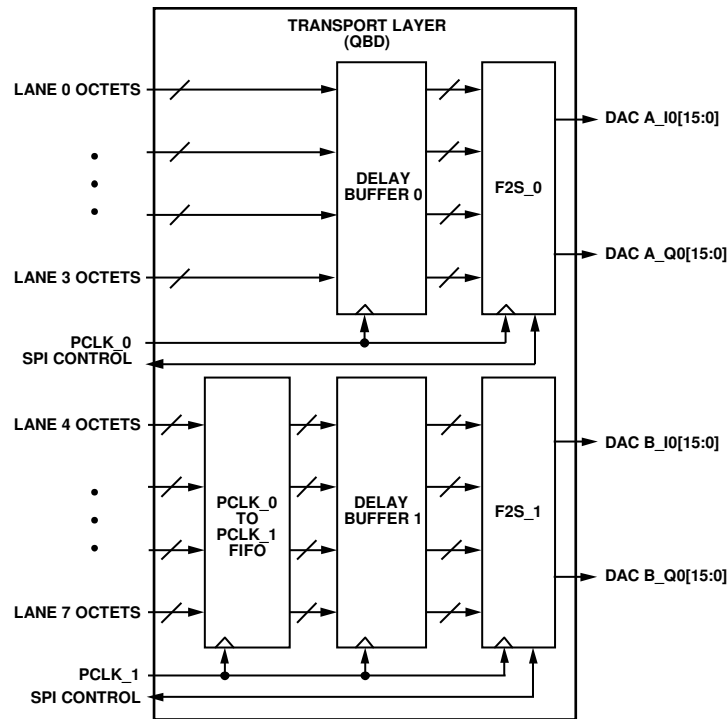 TRANSPORT LAYER
(QBD)
LANE 0 OCTETS
LANE 3 OCTETS
DELAY
BUFFER 0
F2S_0
DAC A_I0[15:0]
DAC A_Q0[15:0]
PCLK_0
SPI CONTROL
LANE 4 OCTETS
LANE 7 OCTETS
PCLK_0
TO
PCLK_1
FIFO
DELAY
BUFFER 1
F2S_1
DAC B_I0[15:0]
DAC B_Q0[15:0]
PCLK_1
SPI CONTROL